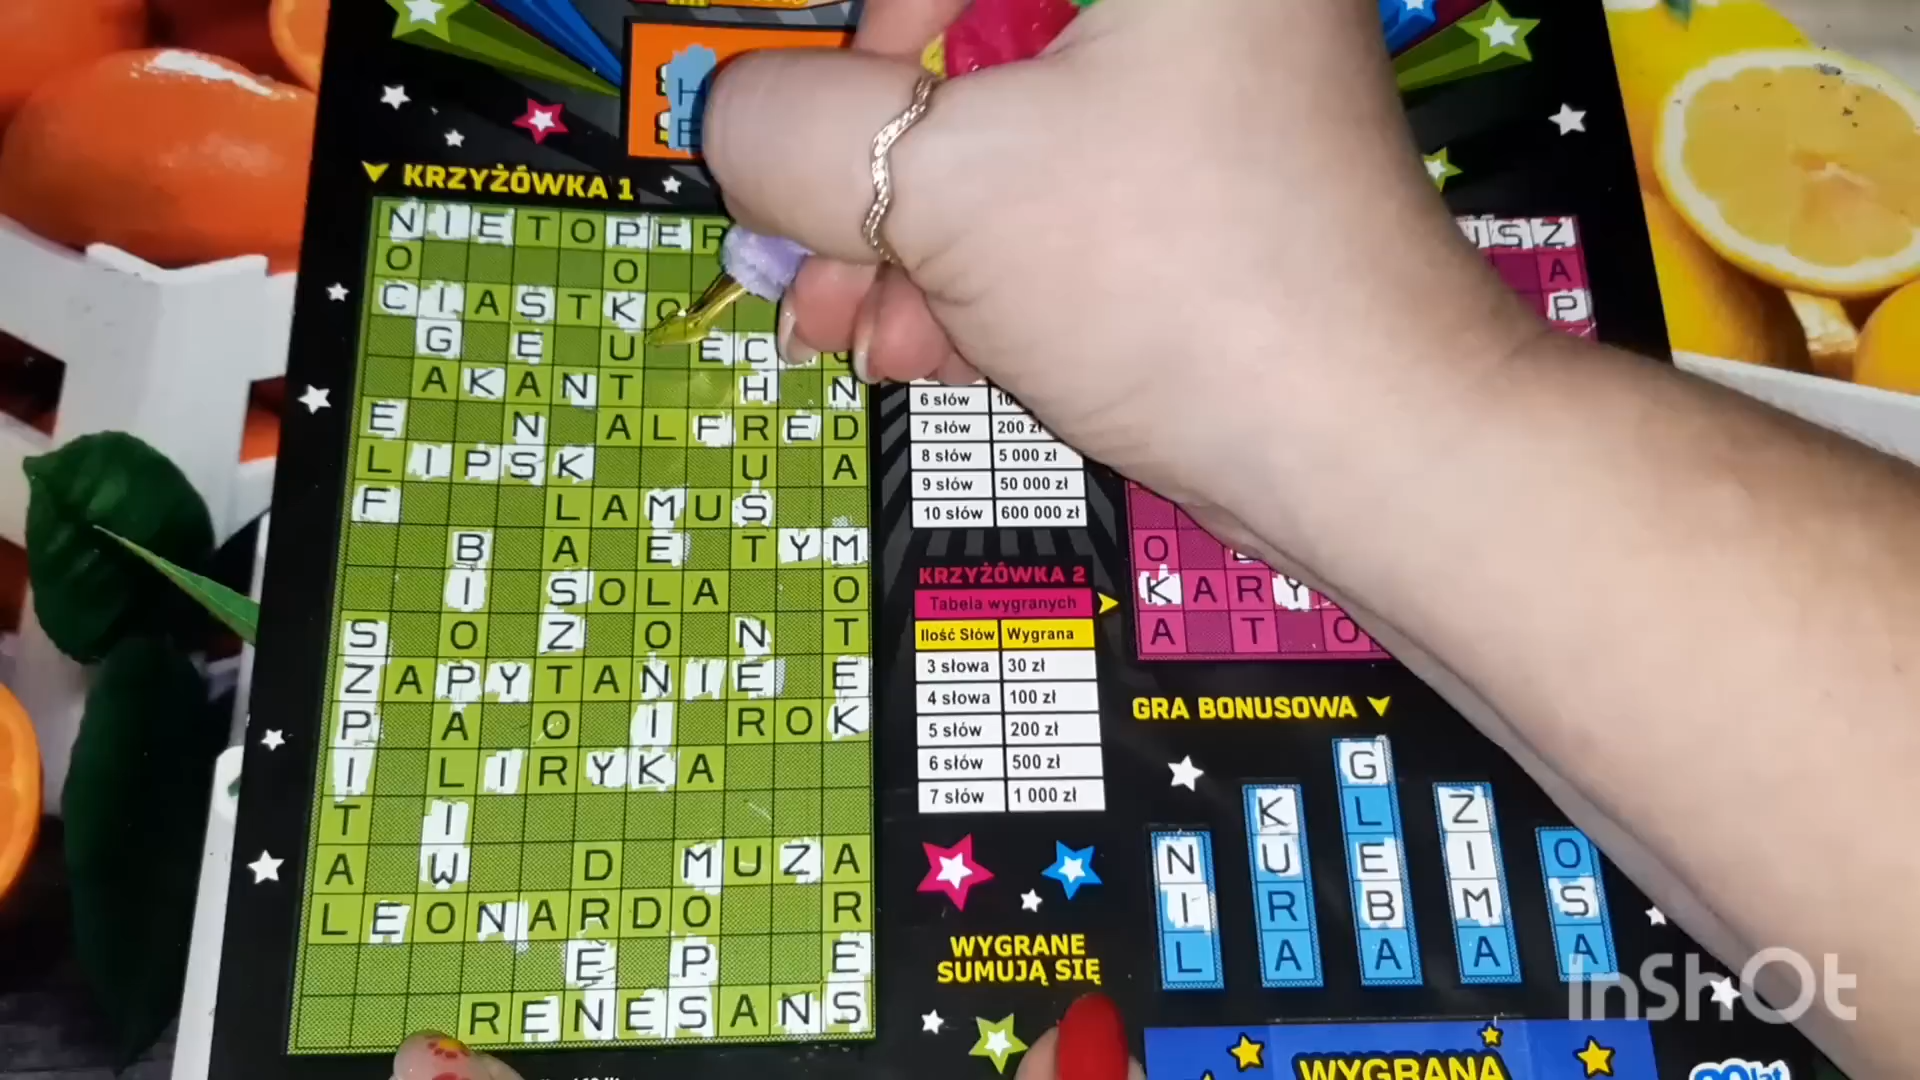 KRZYŻÓWKA 1
NIETOPER
O O
CIASTKO
G E U EC
AKANT H N
E N ALFRED
LIPSK U A
F LAMUS
B A E TYM
I SOLA O
S O Z O N T
ZAPYTANIE E
P A O I ROK
I LIRYKA
T I
A W D MUZA
LEONARDO R
E P E
RENESANS
6 słów
7 słów 200 zł
8 słów 5 000 zł
9 słów 50 000 zł
10 słów 600 000 zł
KRZYŻÓWKA 2
Tabela wygranych
Ilość Słów Wygrana
3 słowa 30 zł
4 słowa 100 zł
5 słów 200 zł
6 słów 500 zł
7 słów 1 000 zł
WYGRANE
SUMUJĄ SIĘ
SZ
A
P
O
KARY
A T O
GRA BONUSOWA
NIL
KURA
GLEBA
ZIMA
OSA
WYGRANA
InShOt